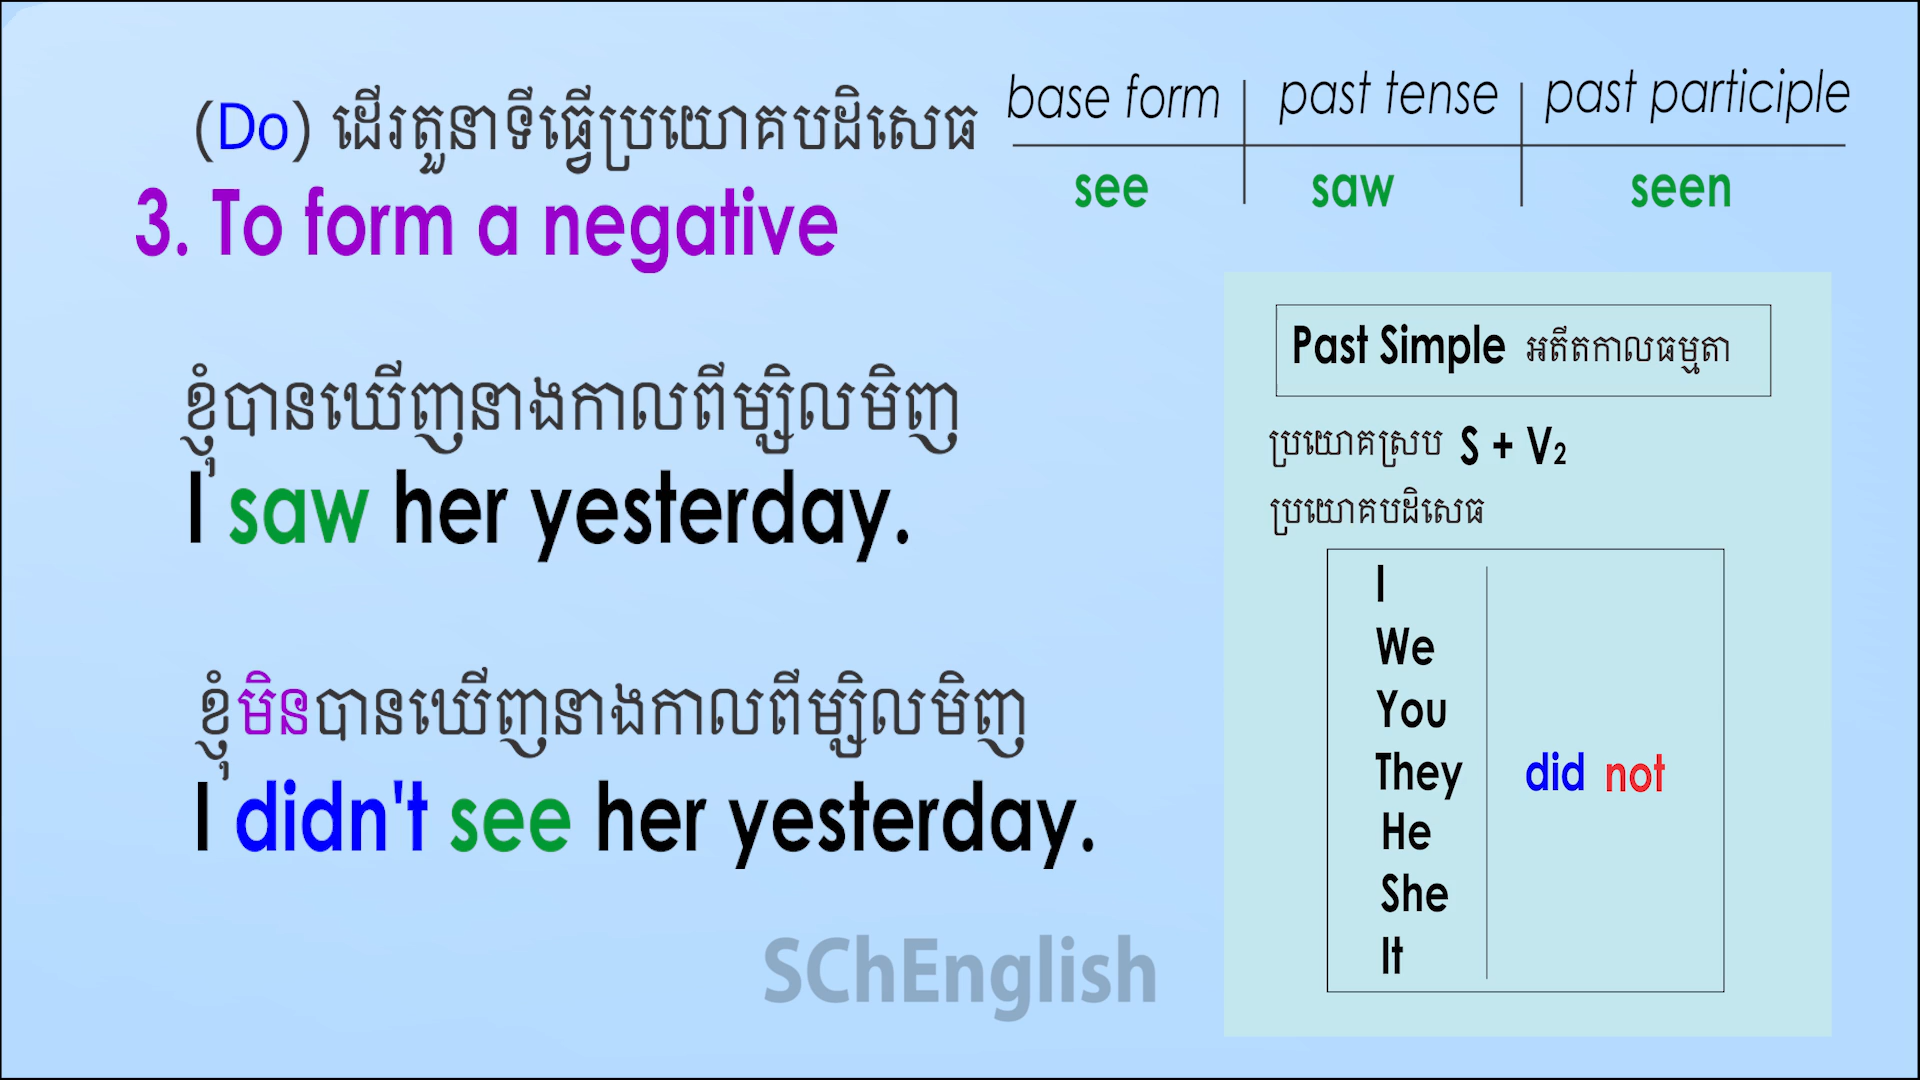 (Do) ដើរតួនាទីធ្វើប្រយោគបដិសេធ
3. To form a negative
base form past tense past participle
see saw seen
ខ្ញុំបានឃើញនាងកាលពីម្សិលមិញ
I saw her yesterday.
ខ្ញុំមិនបានឃើញនាងកាលពីម្សិលមិញ
I didn't see her yesterday.
Past Simple អតីតកាលធម្មតា
ប្រយោគស្រប S + V₂
ប្រយោគបដិសេធ
I
We
You
They did not
He
She
It
SChEnglish